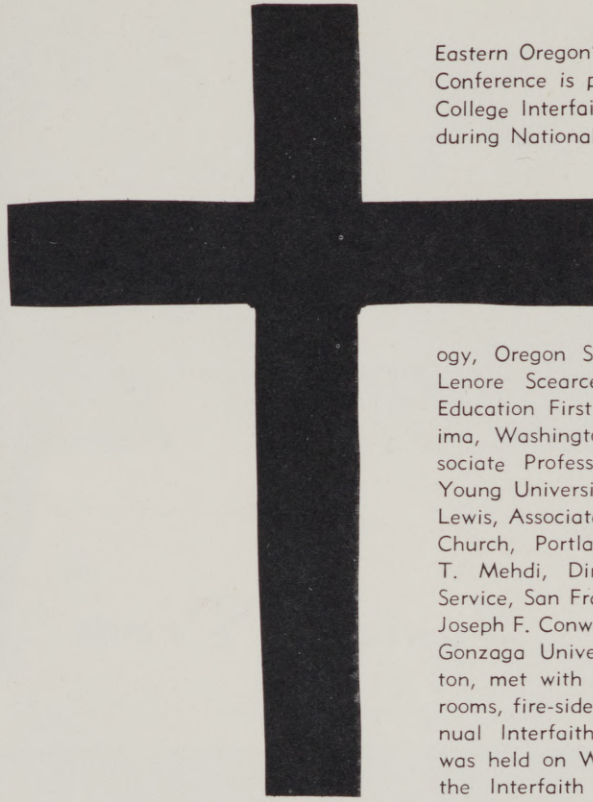 Eastern Oregon'
Conference is p
College Interfai
during Nationa
ogy, Oregon S
Lenore Scearce
Education First
ima, Washingto
sociate Profess
Young Universi
Lewis, Associat
Church, Portla
T. Mehdi, Dir
Service, San Fra
Joseph F. Conw
Gonzaga Unive
ton, met with
rooms, fire-side
nual Interfaith
was held on W
the Interfaith